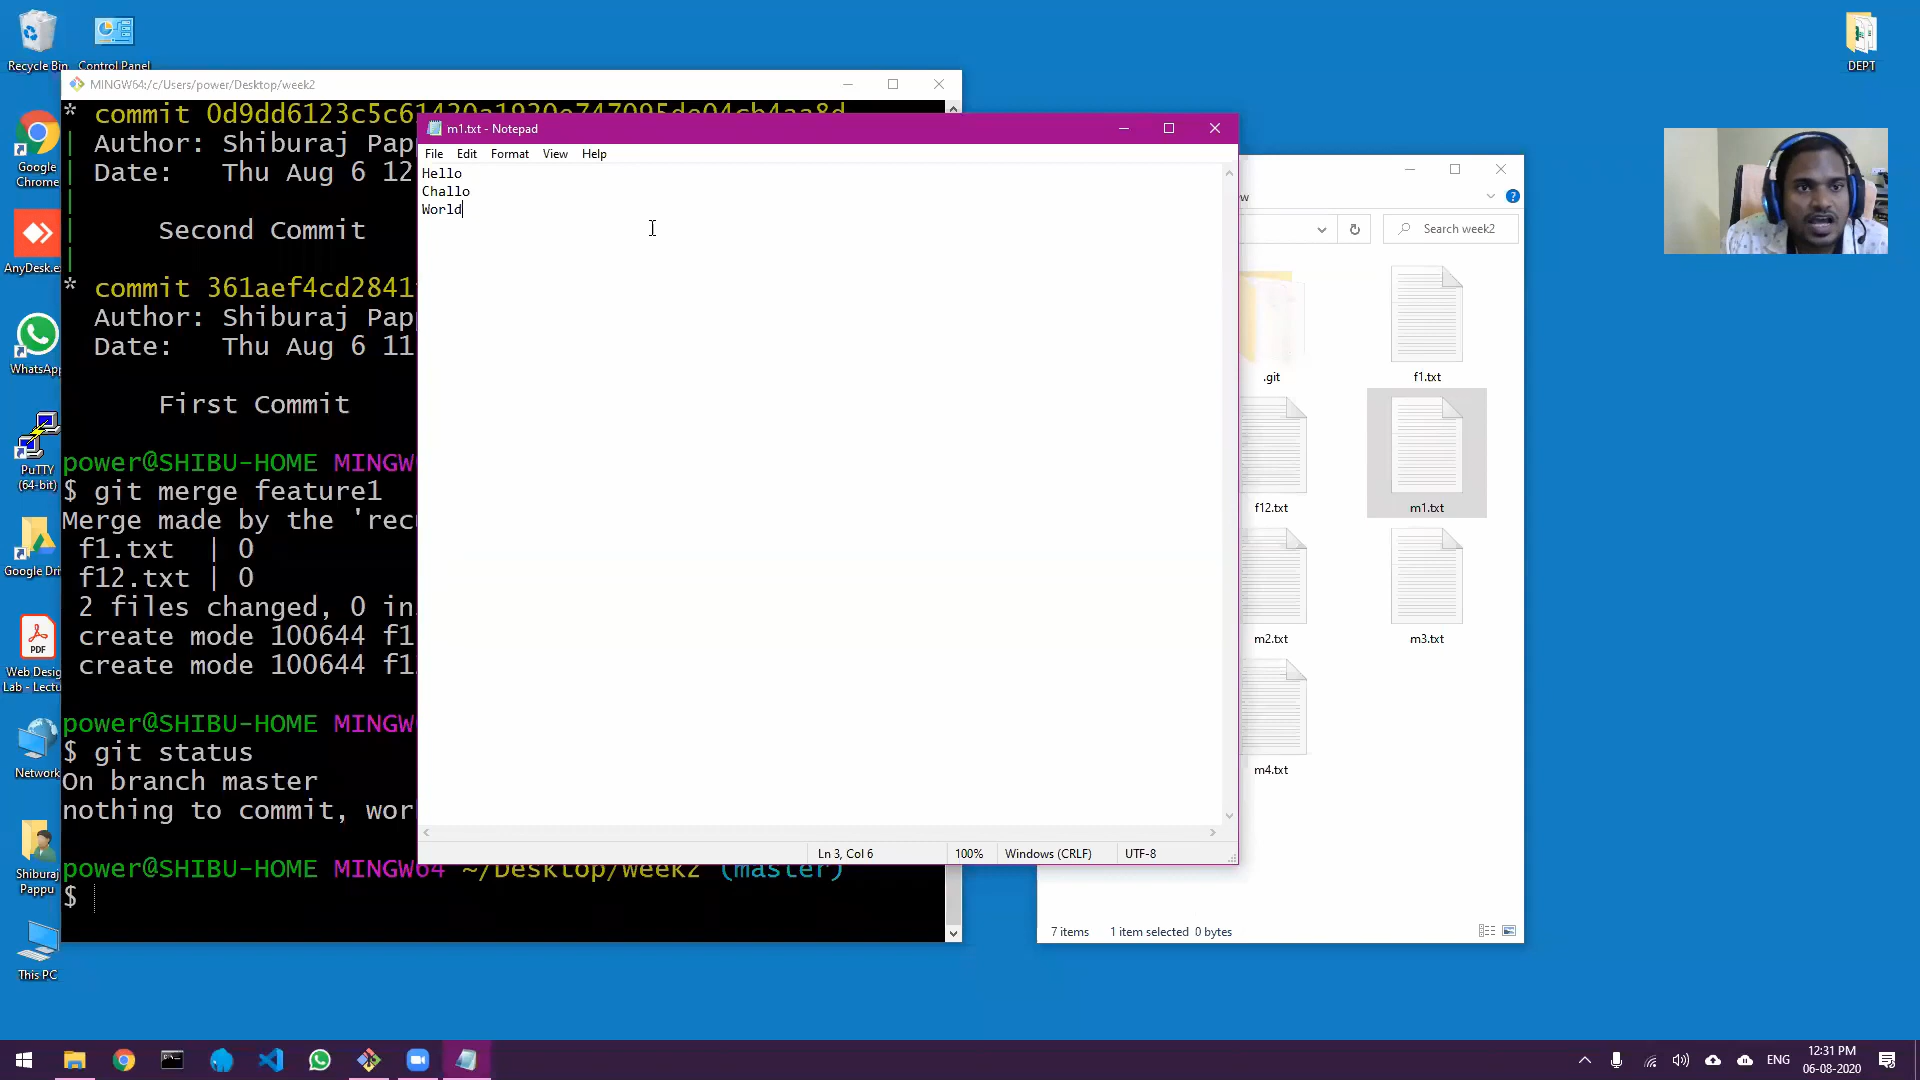 Recycle Bin
Control Panel
Google
Chrome
AnyDesk.ex
WhatsApp
PuTTY
(64-bit)
Google Dri
Web Desig
Lab - Lectu
Network
Shiburaj
Pappu
This PC
DEPT
MINGW64:/c/Users/power/Desktop/week2
* commit 0d9dd6123c5c61420a1920e747095de04cb4aa8d
Author: Shiburaj Pap
Date: Thu Aug 6 12
Second Commit
* commit 361aef4cd2841
Author: Shiburaj Pap
Date: Thu Aug 6 11
First Commit
power@SHIBU-HOME MINGW
$ git merge feature1
Merge made by the 'rec
f1.txt | 0
f12.txt | 0
2 files changed, 0 in
create mode 100644 f1
create mode 100644 f1
power@SHIBU-HOME MINGW
$ git status
On branch master
nothing to commit, wor
power@SHIBU-HOME MINGW64 ~/Desktop/week2 (master)
$
m1.txt - Notepad
File Edit Format View Help
Hello
Challo
World
Ln 3, Col 6 100% Windows (CRLF) UTF-8
ew
Search week2
.git f1.txt
f12.txt m1.txt
m2.txt m3.txt
m4.txt
7 items 1 item selected 0 bytes
ENG
12:31 PM
06-08-2020